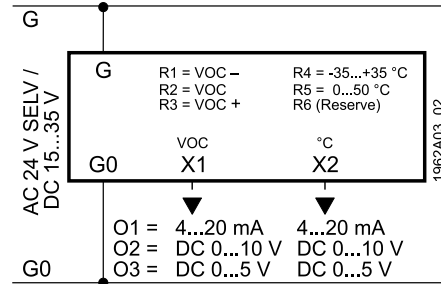 G
AC 24 V SELV /
DC 15...35 V
G
R1 = VOC – R4 = -35...+35 °C
R2 = VOC R5 = 0...50 °C
R3 = VOC + R6 (Reserve)
VOC °C
G0 X1 X2
1962A03_02
O1 = 4...20 mA 4...20 mA
O2 = DC 0...10 V DC 0...10 V
O3 = DC 0...5 V DC 0...5 V
G0